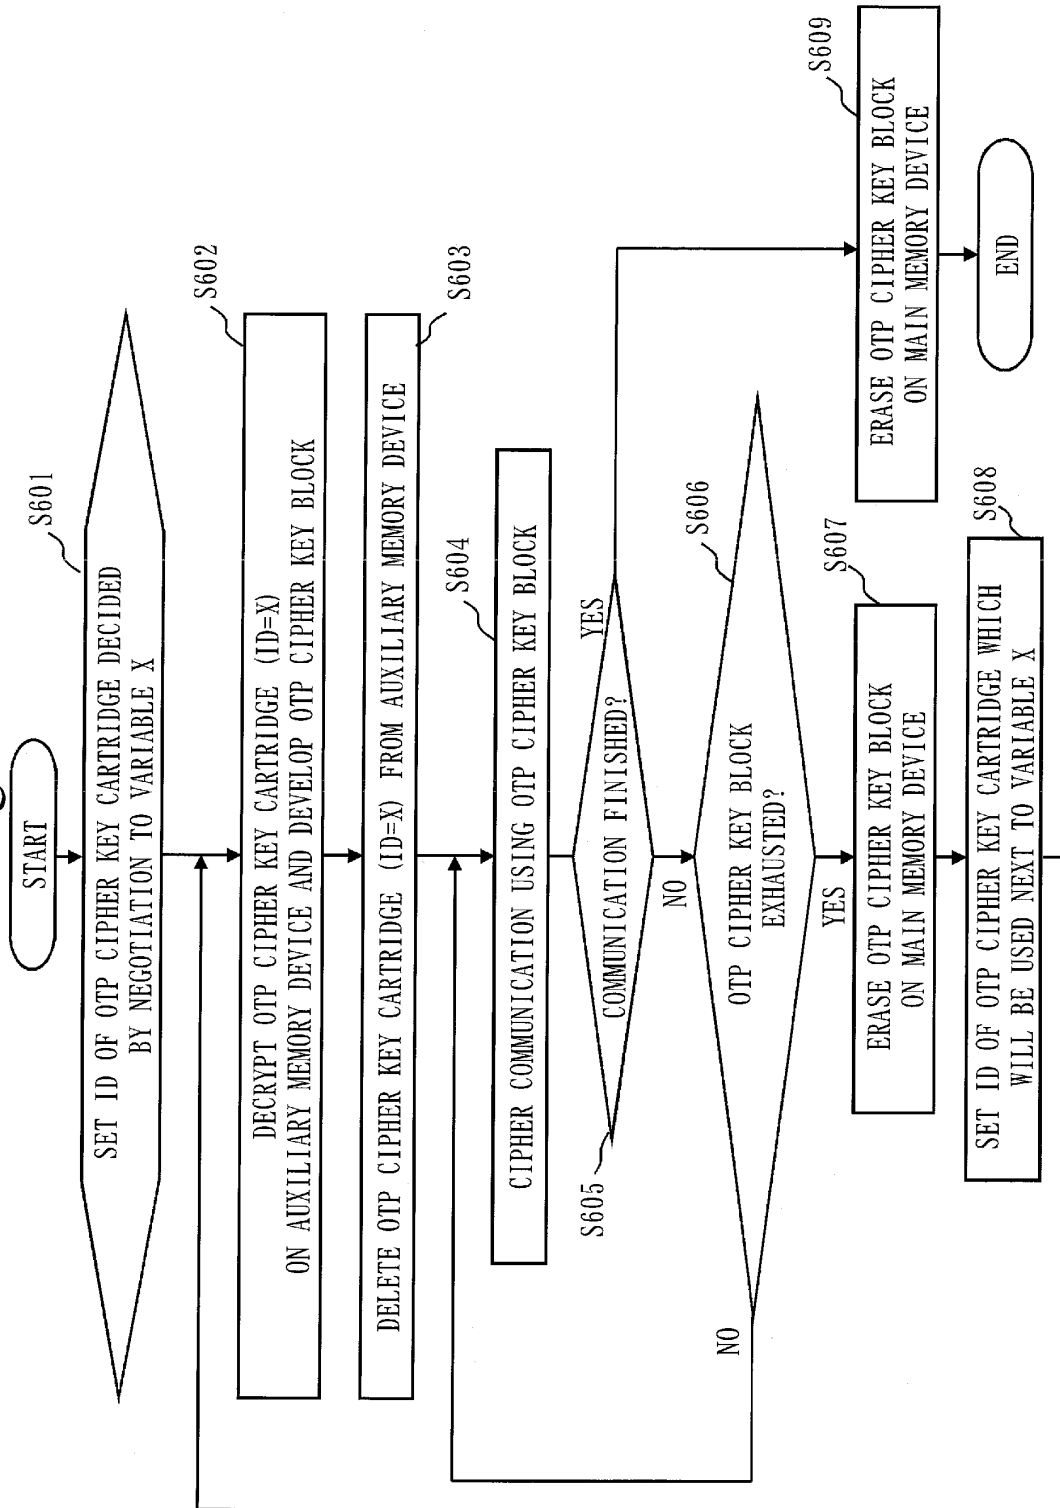 START
S601
SET ID OF OTP CIPHER KEY CARTRIDGE DECIDED
BY NEGOTIATION TO VARIABLE X
S602
DECRYPT OTP CIPHER KEY CARTRIDGE (ID=X)
ON AUXILIARY MEMORY DEVICE AND DEVELOP OTP CIPHER KEY BLOCK
S603
DELETE OTP CIPHER KEY CARTRIDGE (ID=X) FROM AUXILIARY MEMORY DEVICE
S604
CIPHER COMMUNICATION USING OTP CIPHER KEY BLOCK
S605
COMMUNICATION FINISHED?
YES
NO
S606
OTP CIPHER KEY BLOCK
EXHAUSTED?
NO
YES
S607
ERASE OTP CIPHER KEY BLOCK
ON MAIN MEMORY DEVICE
S608
SET ID OF OTP CIPHER KEY CARTRIDGE WHICH
WILL BE USED NEXT TO VARIABLE X
S609
ERASE OTP CIPHER KEY BLOCK
ON MAIN MEMORY DEVICE
END